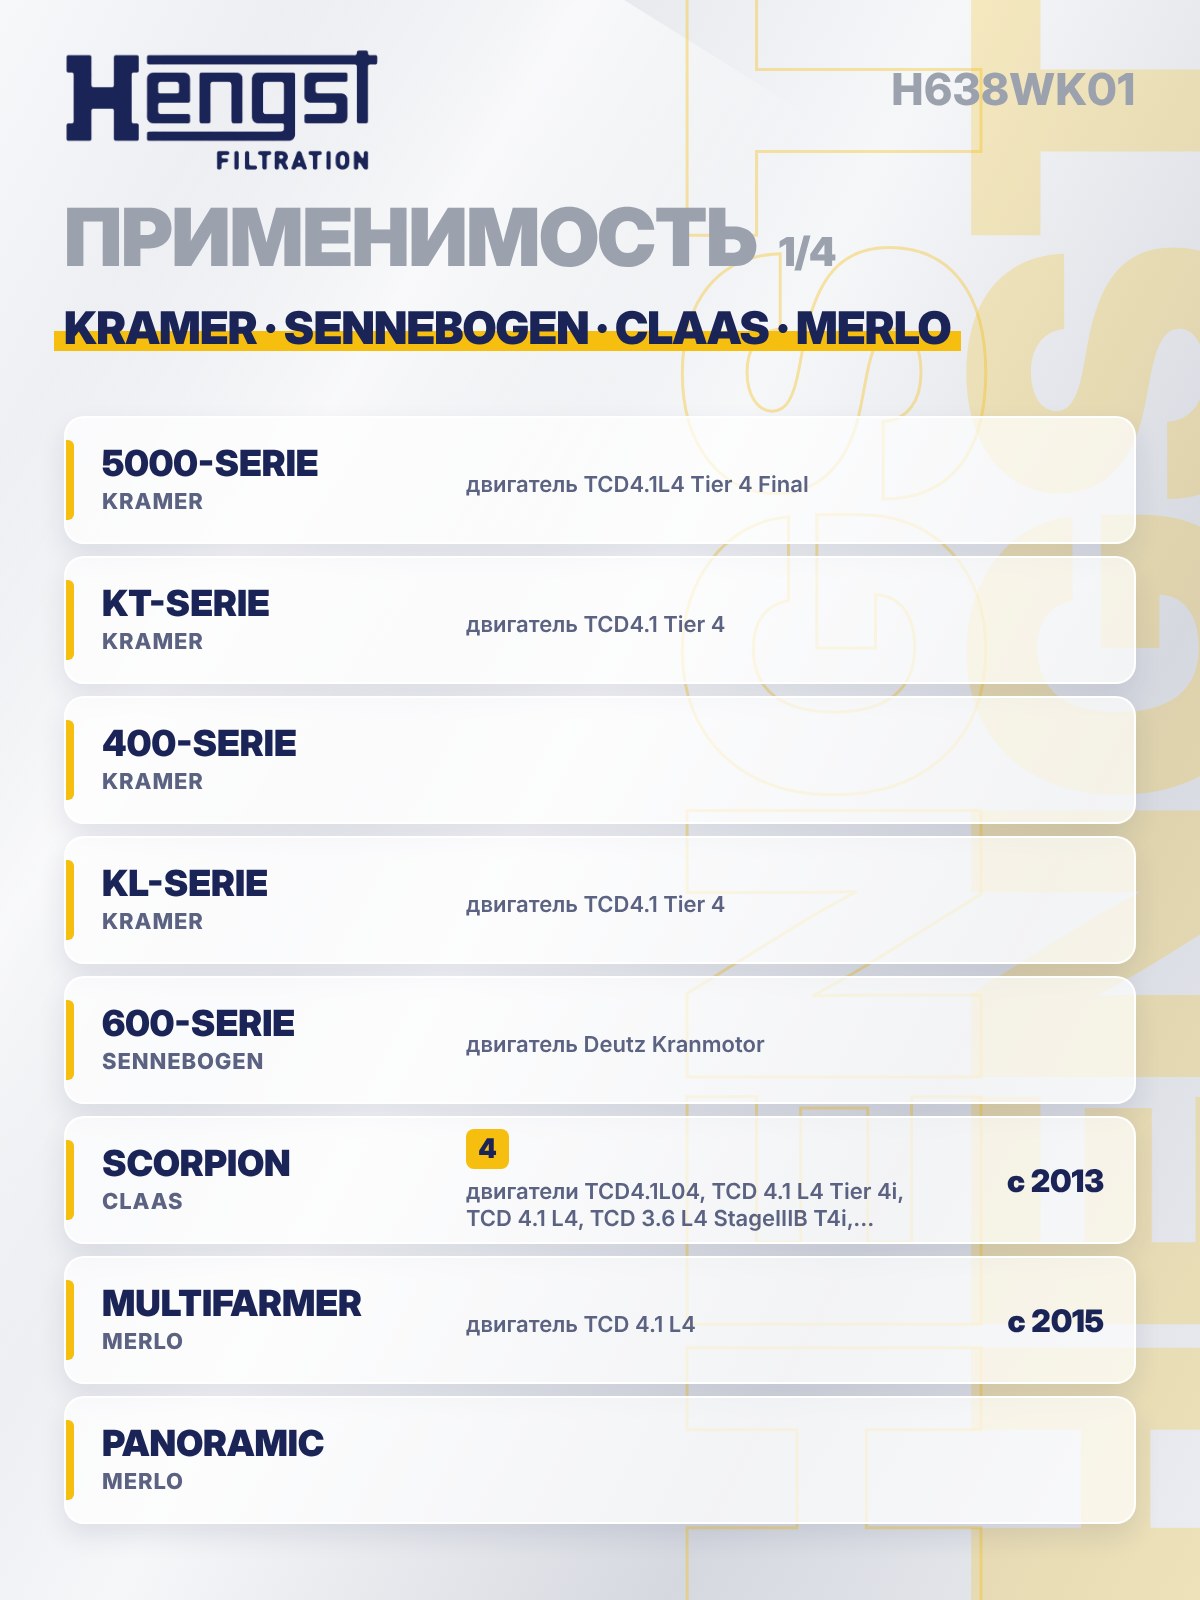 Hengst
FILTRATION
H638WK01
ПРИМЕНИМОСТЬ 1/4
KRAMER · SENNEBOGEN · CLAAS · MERLO
5000-SERIE
KRAMER
двигатель TCD4.1L4 Tier 4 Final
KT-SERIE
KRAMER
двигатель TCD4.1 Tier 4
400-SERIE
KRAMER
KL-SERIE
KRAMER
двигатель TCD4.1 Tier 4
600-SERIE
SENNEBOGEN
двигатель Deutz Kranmotor
SCORPION
CLAAS
4
двигатели TCD4.1L04, TCD 4.1 L4 Tier 4i,
TCD 4.1 L4, TCD 3.6 L4 StageIIIB T4i,...
с 2013
MULTIFARMER
MERLO
двигатель TCD 4.1 L4
с 2015
PANORAMIC
MERLO
HENGST
HENGST